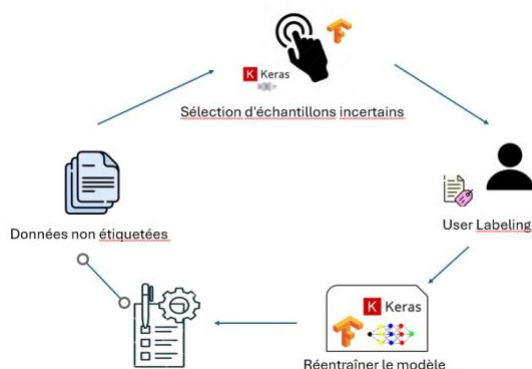 K Keras
Sélection d'échantillons incertains
Données non étiquetées
User Labeling
K Keras
Réentraîner le modèle